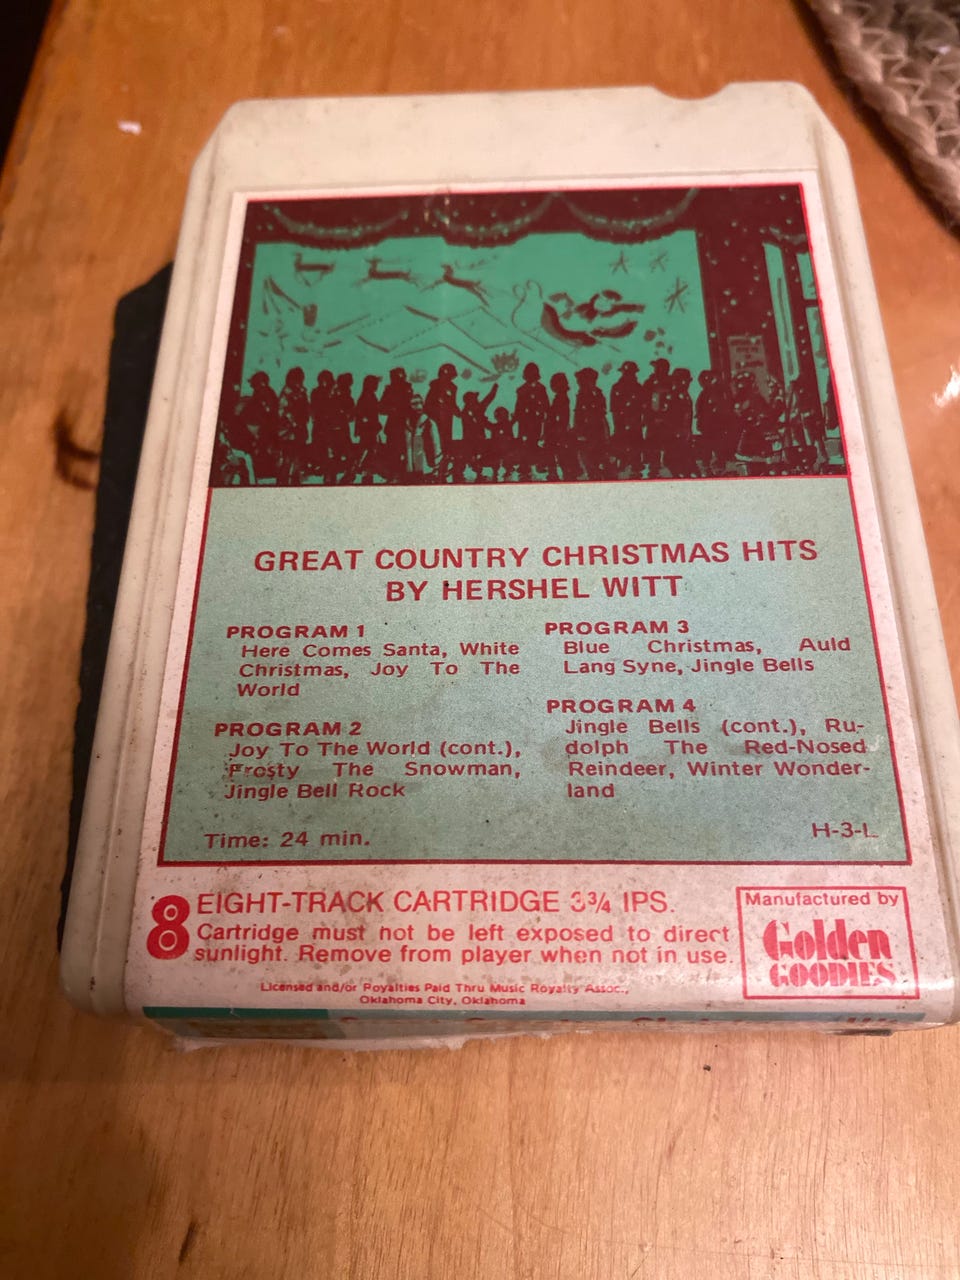 GREAT COUNTRY CHRISTMAS HITS
BY HERSHEL WITT
PROGRAM 1
Here Comes Santa, White
Christmas, Joy To The
World
PROGRAM 2
Joy To The World (cont.),
Frosty The Snowman,
Jingle Bell Rock
PROGRAM 3
Blue Christmas, Auld
Lang Syne, Jingle Bells
PROGRAM 4
Jingle Bells (cont.), Ru-
dolph The Red-Nosed
Reindeer, Winter Wonder-
land
Time: 24 min.
H-3-L
8
EIGHT-TRACK CARTRIDGE 3¾ IPS.
Cartridge must not be left exposed to direct
sunlight. Remove from player when not in use.
Licensed and/or Royalties Paid Thru Music Royalty Assoc.,
Oklahoma City, Oklahoma
Manufactured by
Golden
GOODIES